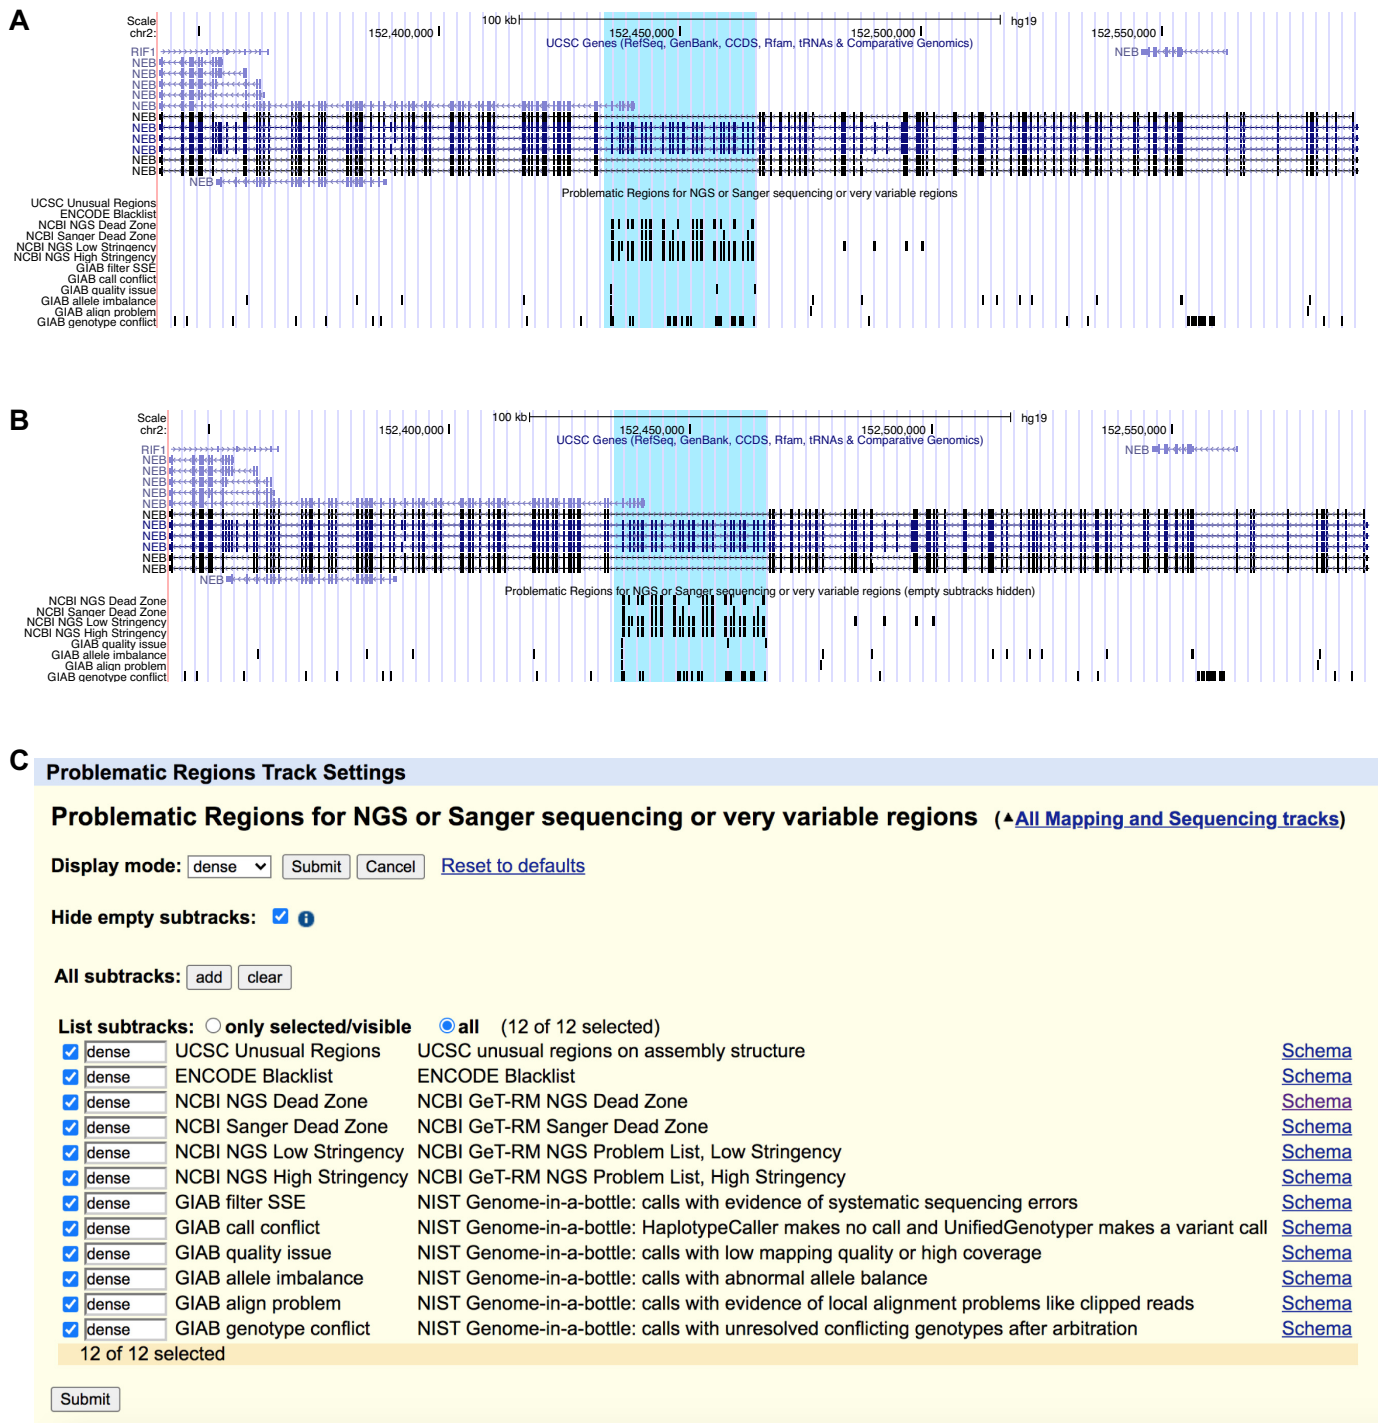 A
Scale
100 kb
hg19
chr2:
152,400,000
152,450,000
152,500,000
152,550,000
UCSC Genes (RefSeq, GenBank, CCDS, Rfam, tRNAs & Comparative Genomics)
RIF1
NEB
NEB
NEB
NEB
NEB
NEB
NEB
NEB
NEB
NEB
NEB
NEB
NEB
Problematic Regions for NGS or Sanger sequencing or very variable regions
UCSC Unusual Regions
ENCODE Blacklist
NCBI NGS Dead Zone
NCBI Sanger Dead Zone
NCBI NGS Low Stringency
NCBI NGS High Stringency
GIAB filter SSE
GIAB call conflict
GIAB quality issue
GIAB allele imbalance
GIAB align problem
GIAB genotype conflict
B
Scale
100 kb
hg19
chr2:
152,400,000
152,450,000
152,500,000
152,550,000
UCSC Genes (RefSeq, GenBank, CCDS, Rfam, tRNAs & Comparative Genomics)
RIF1
NEB
NEB
NEB
NEB
NEB
NEB
NEB
NEB
NEB
NEB
NEB
NEB
NEB
Problematic Regions for NGS or Sanger sequencing or very variable regions (empty subtracks hidden)
NCBI NGS Dead Zone
NCBI Sanger Dead Zone
NCBI NGS Low Stringency
NCBI NGS High Stringency
GIAB quality issue
GIAB allele imbalance
GIAB align problem
GIAB genotype conflict
C
Problematic Regions Track Settings
Problematic Regions for NGS or Sanger sequencing or very variable regions (▲All Mapping and Sequencing tracks)
Display mode: dense Submit Cancel Reset to defaults
Hide empty subtracks: i
All subtracks: add clear
List subtracks: only selected/visible all (12 of 12 selected)
dense UCSC Unusual Regions UCSC unusual regions on assembly structure Schema
dense ENCODE Blacklist ENCODE Blacklist Schema
dense NCBI NGS Dead Zone NCBI GeT-RM NGS Dead Zone Schema
dense NCBI Sanger Dead Zone NCBI GeT-RM Sanger Dead Zone Schema
dense NCBI NGS Low Stringency NCBI GeT-RM NGS Problem List, Low Stringency Schema
dense NCBI NGS High Stringency NCBI GeT-RM NGS Problem List, High Stringency Schema
dense GIAB filter SSE NIST Genome-in-a-bottle: calls with evidence of systematic sequencing errors Schema
dense GIAB call conflict NIST Genome-in-a-bottle: HaplotypeCaller makes no call and UnifiedGenotyper makes a variant call Schema
dense GIAB quality issue NIST Genome-in-a-bottle: calls with low mapping quality or high coverage Schema
dense GIAB allele imbalance NIST Genome-in-a-bottle: calls with abnormal allele balance Schema
dense GIAB align problem NIST Genome-in-a-bottle: calls with evidence of local alignment problems like clipped reads Schema
dense GIAB genotype conflict NIST Genome-in-a-bottle: calls with unresolved conflicting genotypes after arbitration Schema
12 of 12 selected
Submit